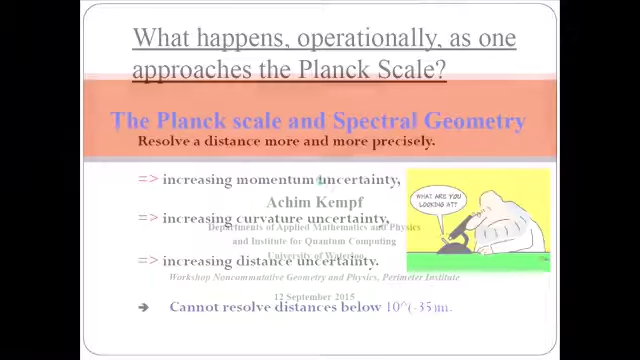 What happens, operationally, as one
approaches the Planck Scale?
The Planck scale and Spectral Geometry
Resolve a distance more and more precisely.
=> increasing momentum uncertainty,
Achim Kempf
=> increasing curvature uncertainty,
Departments of Applied Mathematics and Physics
and Institute for Quantum Computing
University of Waterloo
=> increasing distance uncertainty.
Workshop Noncommutative Geometry and Physics, Perimeter Institute
12 September 2015
➔ Cannot resolve distances below 10^(-35)m.
WHAT ARE YOU
LOOKING AT?